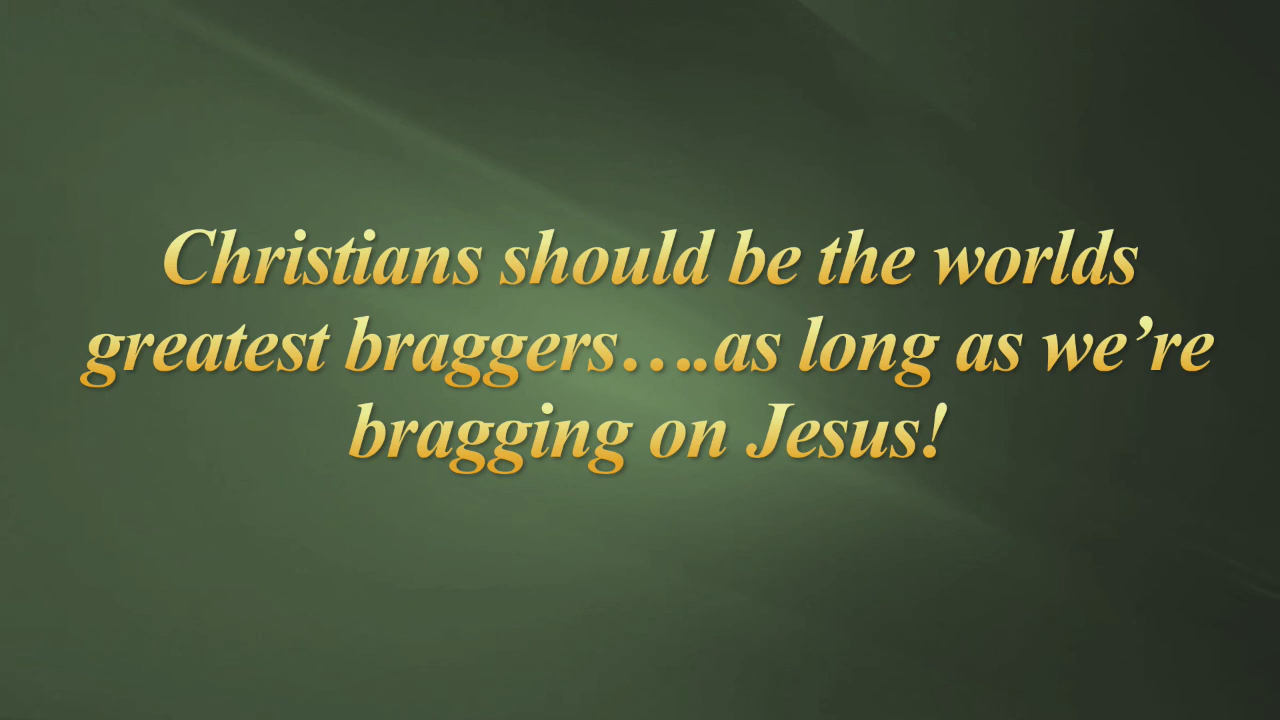 Christians should be the worlds
greatest braggers….as long as we’re
bragging on Jesus!